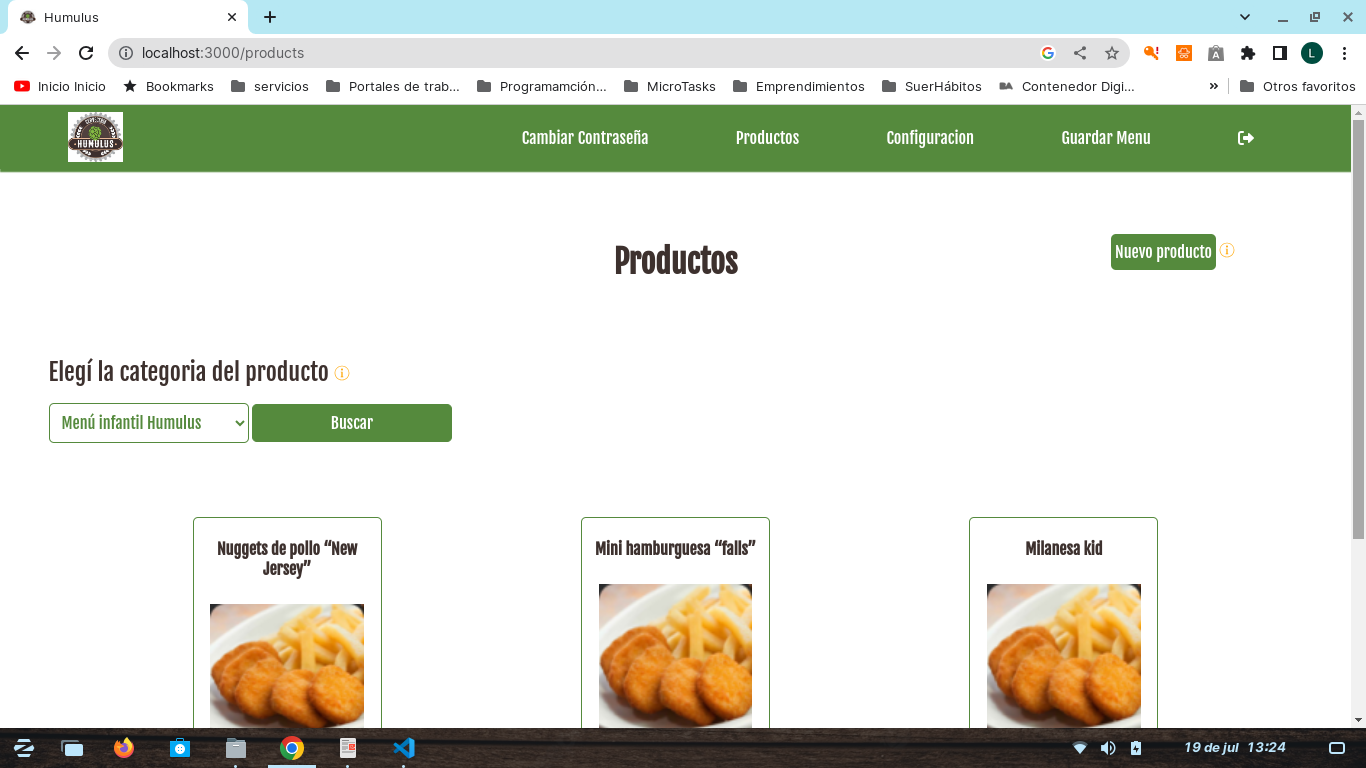 Humulus
localhost:3000/products
Inicio Inicio
Bookmarks
servicios
Portales de trab...
Programamción...
MicroTasks
Emprendimientos
SuerHábitos
BA
Contenedor Digi...
»
Otros favoritos
L
CERVECERIA
HUMULUS
Cambiar Contraseña
Productos
Configuracion
Guardar Menu
Productos
Nuevo producto
Elegí la categoria del producto
Menú infantil Humulus
Buscar
Nuggets de pollo “New
Jersey”
Mini hamburguesa “falls”
Milanesa kid
19 de jul 13:24